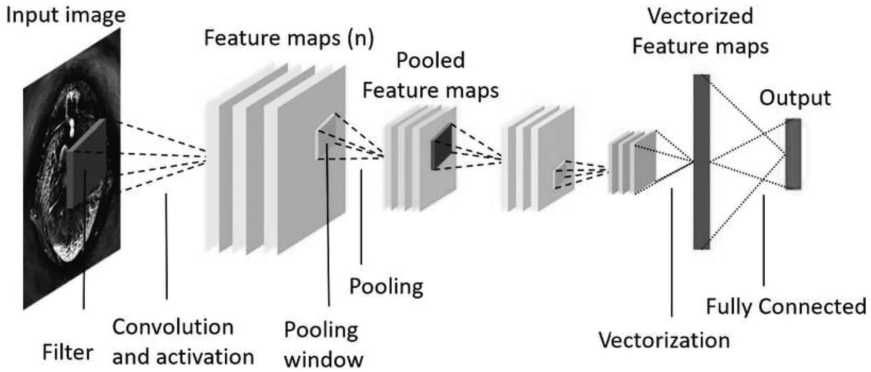 Input image
Feature maps (n)
Pooled
Feature maps
Vectorized
Feature maps
Output
Filter
Convolution
and activation
Pooling
window
Pooling
Vectorization
Fully Connected